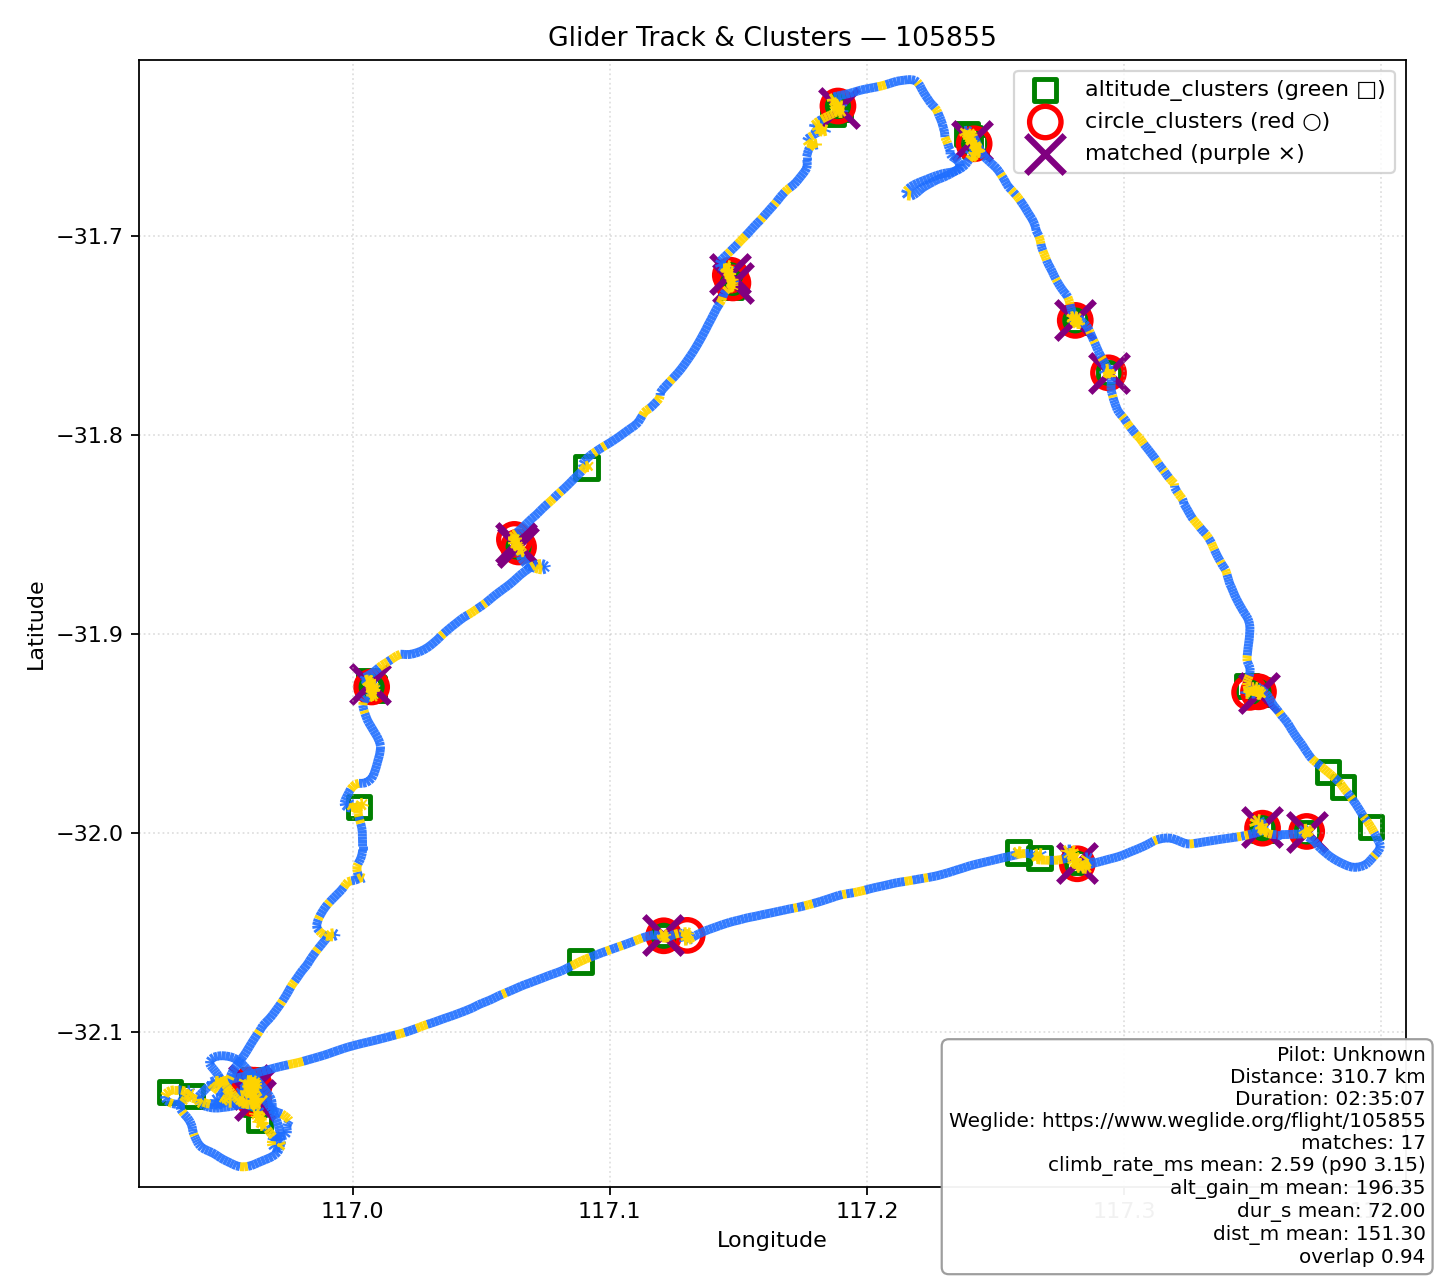 Glider Track & Clusters — 105855
altitude_clusters (green □)
circle_clusters (red ○)
matched (purple ×)
Latitude
−31.7
−31.8
−31.9
−32.0
−32.1
117.0
117.1
117.2
117.3
Longitude
Pilot: Unknown
Distance: 310.7 km
Duration: 02:35:07
Weglide: https://www.weglide.org/flight/105855
matches: 17
climb_rate_ms mean: 2.59 (p90 3.15)
alt_gain_m mean: 196.35
dur_s mean: 72.00
dist_m mean: 151.30
overlap 0.94